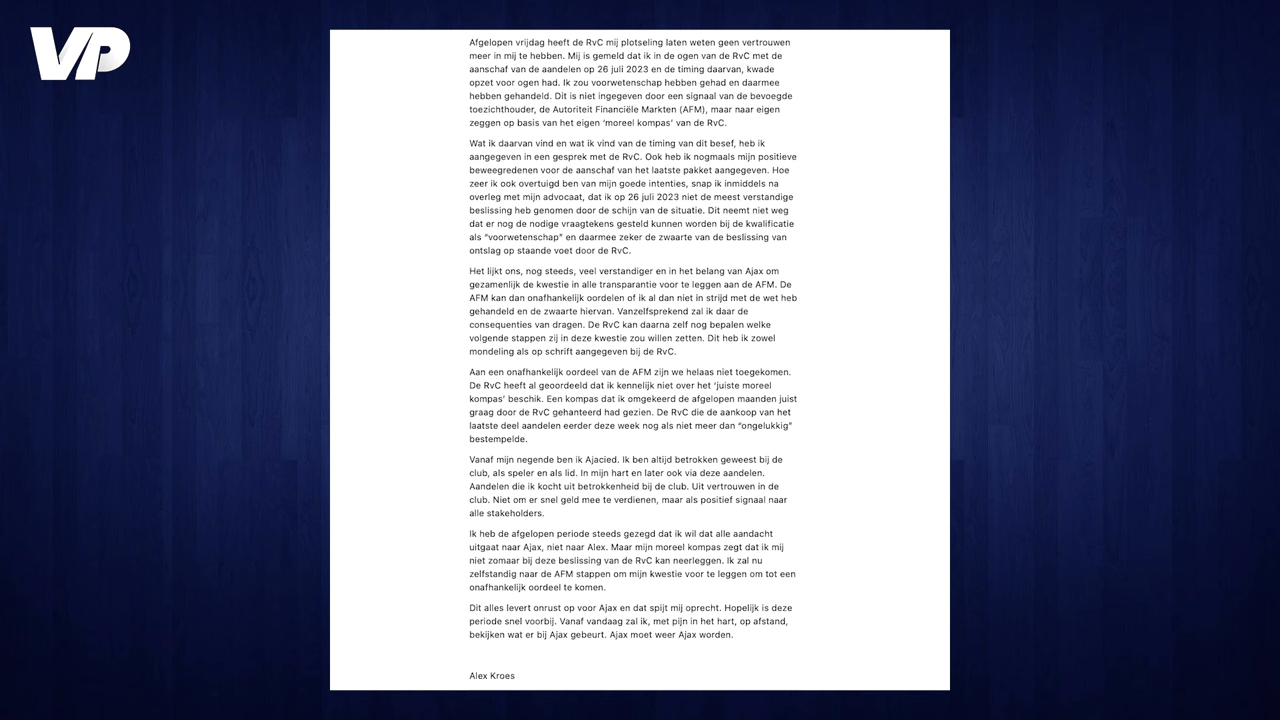 VP
Afgelopen vrijdag heeft de RvC mij plotseling laten weten geen vertrouwen
meer in mij te hebben. Mij is gemeld dat ik in de ogen van de RvC met de
aanschaf van de aandelen op 26 juli 2023 en de timing daarvan, kwade
opzet voor ogen had. Ik zou voorwetenschap hebben gehad en daarmee
hebben gehandeld. Dit is niet ingegeven door een signaal van de bevoegde
toezichthouder, de Autoriteit Financiële Markten (AFM), maar naar eigen
zeggen op basis van het eigen ‘moreel kompas’ van de RvC.
Wat ik daarvan vind en wat ik vind van de timing van dit besef, heb ik
aangegeven in een gesprek met de RvC. Ook heb ik nogmaals mijn positieve
beweegredenen voor de aanschaf van het laatste pakket aangegeven. Hoe
zeer ik ook overtuigd ben van mijn goede intenties, snap ik inmiddels na
overleg met mijn advocaat, dat ik op 26 juli 2023 niet de meest verstandige
beslissing heb genomen door de schijn van de situatie. Dit neemt niet weg
dat er nog de nodige vraagtekens gesteld kunnen worden bij de kwalificatie
als “voorwetenschap” en daarmee zeker de zwaarte van de beslissing van
ontslag op staande voet door de RvC.
Het lijkt ons, nog steeds, veel verstandiger en in het belang van Ajax om
gezamenlijk de kwestie in alle transparantie voor te leggen aan de AFM. De
AFM kan dan onafhankelijk oordelen of ik al dan niet in strijd met de wet heb
gehandeld en de zwaarte hiervan. Vanzelfsprekend zal ik daar de
consequenties van dragen. De RvC kan daarna zelf nog bepalen welke
volgende stappen zij in deze kwestie zou willen zetten. Dit heb ik zowel
mondeling als op schrift aangegeven bij de RvC.
Aan een onafhankelijk oordeel van de AFM zijn we helaas niet toegekomen.
De RvC heeft al geoordeeld dat ik kennelijk niet over het ‘juiste moreel
kompas’ beschik. Een kompas dat ik omgekeerd de afgelopen maanden juist
graag door de RvC gehanteerd had gezien. De RvC die de aankoop van het
laatste deel aandelen eerder deze week nog als niet meer dan “ongelukkig”
bestempelde.
Vanaf mijn negende ben ik Ajacied. Ik ben altijd betrokken geweest bij de
club, als speler en als lid. In mijn hart en later ook via deze aandelen.
Aandelen die ik kocht uit betrokkenheid bij de club. Uit vertrouwen in de
club. Niet om er snel geld mee te verdienen, maar als positief signaal naar
alle stakeholders.
Ik heb de afgelopen periode steeds gezegd dat ik wil dat alle aandacht
uitgaat naar Ajax, niet naar Alex. Maar mijn moreel kompas zegt dat ik mij
niet zomaar bij deze beslissing van de RvC kan neerleggen. Ik zal nu
zelfstandig naar de AFM stappen om mijn kwestie voor te leggen om tot een
onafhankelijk oordeel te komen.
Dit alles levert onrust op voor Ajax en dat spijt mij oprecht. Hopelijk is deze
periode snel voorbij. Vanaf vandaag zal ik, met pijn in het hart, op afstand,
bekijken wat er bij Ajax gebeurt. Ajax moet weer Ajax worden.
Alex Kroes